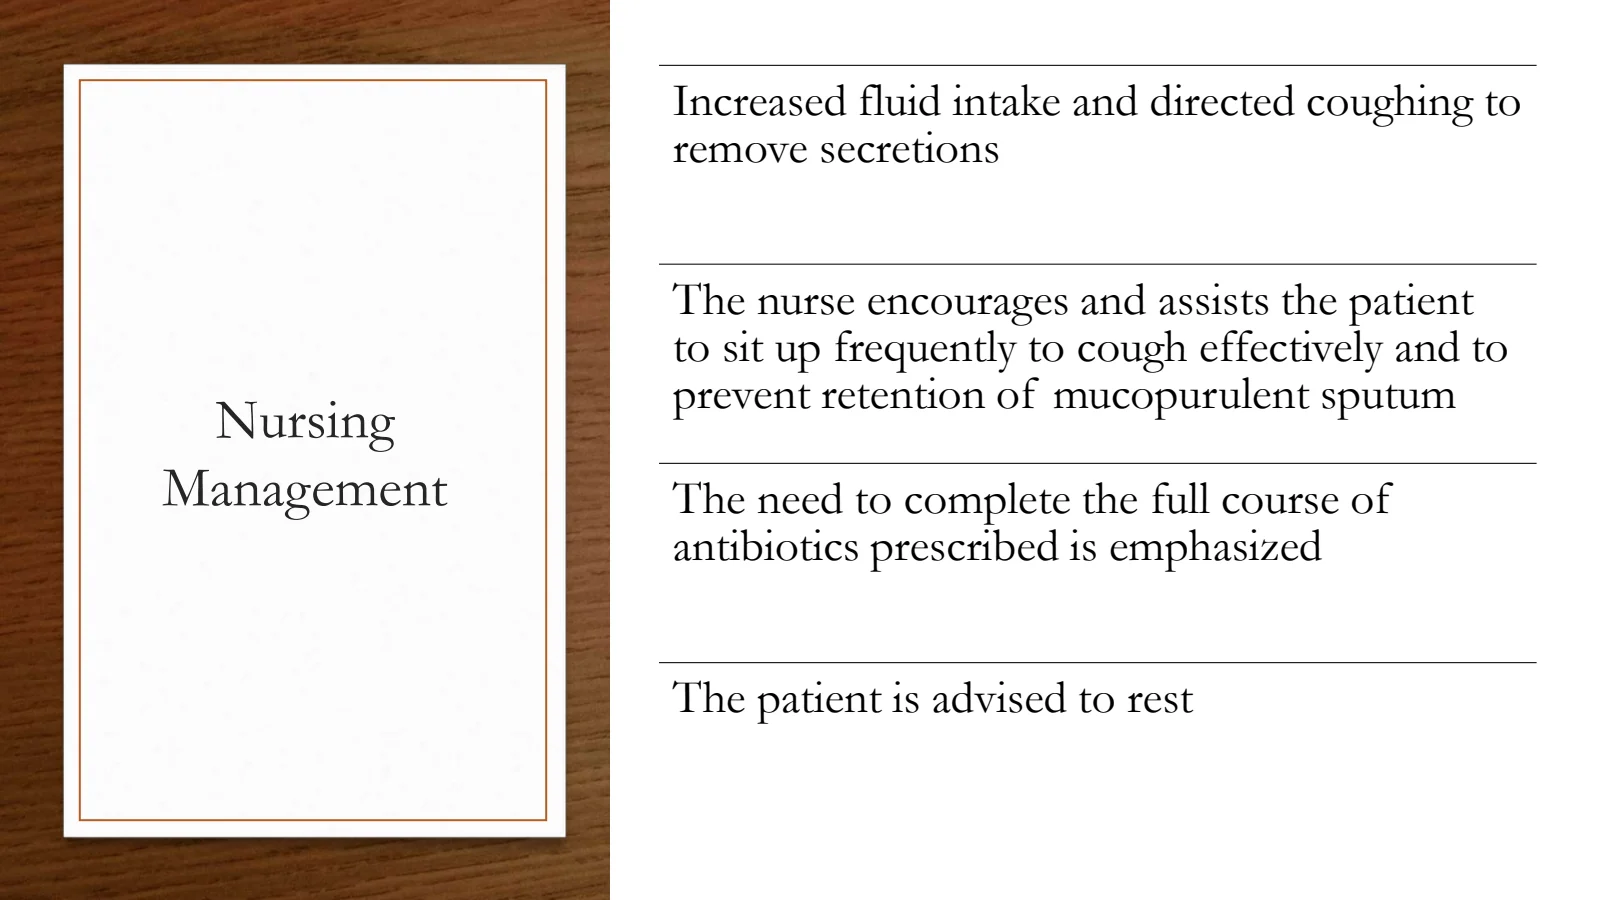 Nursing
Management
Increased fluid intake and directed coughing to
remove secretions
The nurse encourages and assists the patient
to sit up frequently to cough effectively and to
prevent retention of mucopurulent sputum
The need to complete the full course of
antibiotics prescribed is emphasized
The patient is advised to rest